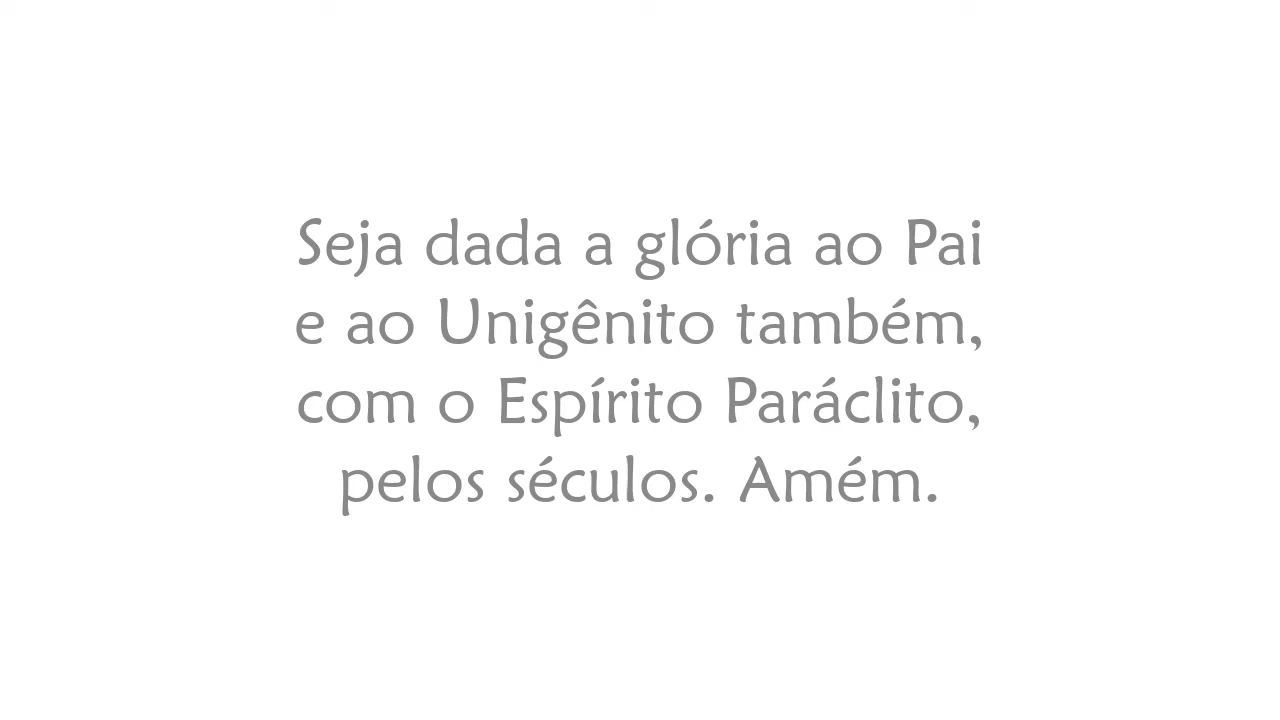 Seja dada a glória ao Pai
e ao Unigênito também,
com o Espírito Paráclito,
pelos séculos. Amém.